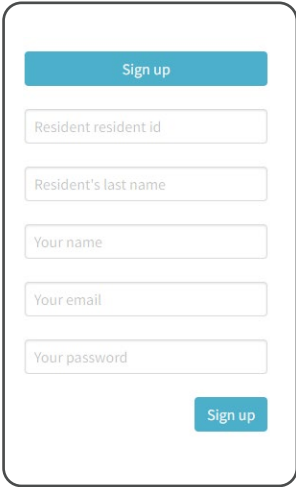 Sign up
Resident resident id
Resident's last name
Your name
Your email
Your password
Sign up